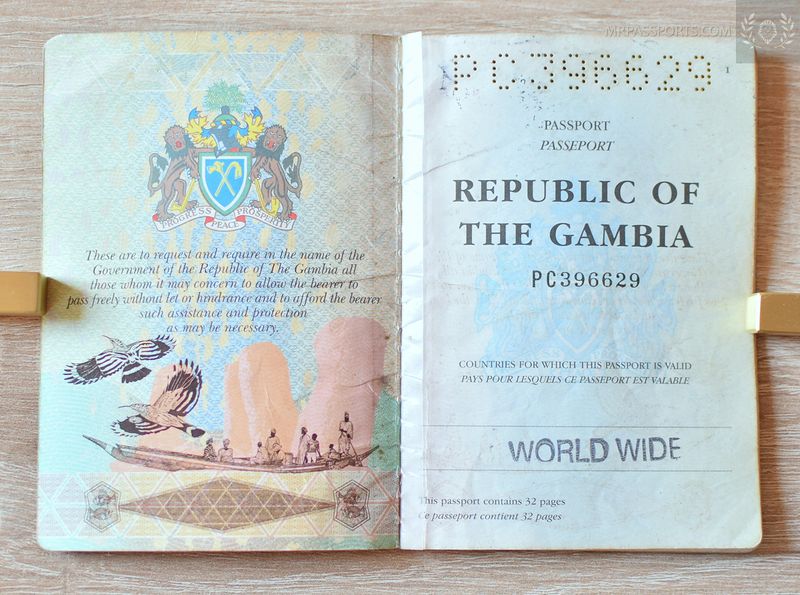 MRPASSPORTS.COM
PROGRESS
PEACE
PROSPERITY
These are to request and require in the name of the
Government of the Republic of The Gambia all
those whom it may concern to allow the bearer to
pass freely without let or hindrance and to afford the bearer
such assistance and protection
as may be necessary.
PC396629
1
PASSPORT
PASSEPORT
REPUBLIC OF
THE GAMBIA
PC396629
COUNTRIES FOR WHICH THIS PASSPORT IS VALID
PAYS POUR LESQUELS CE PASSEPORT EST VALABLE
WORLD WIDE
This passport contains 32 pages
Ce passeport contient 32 pages